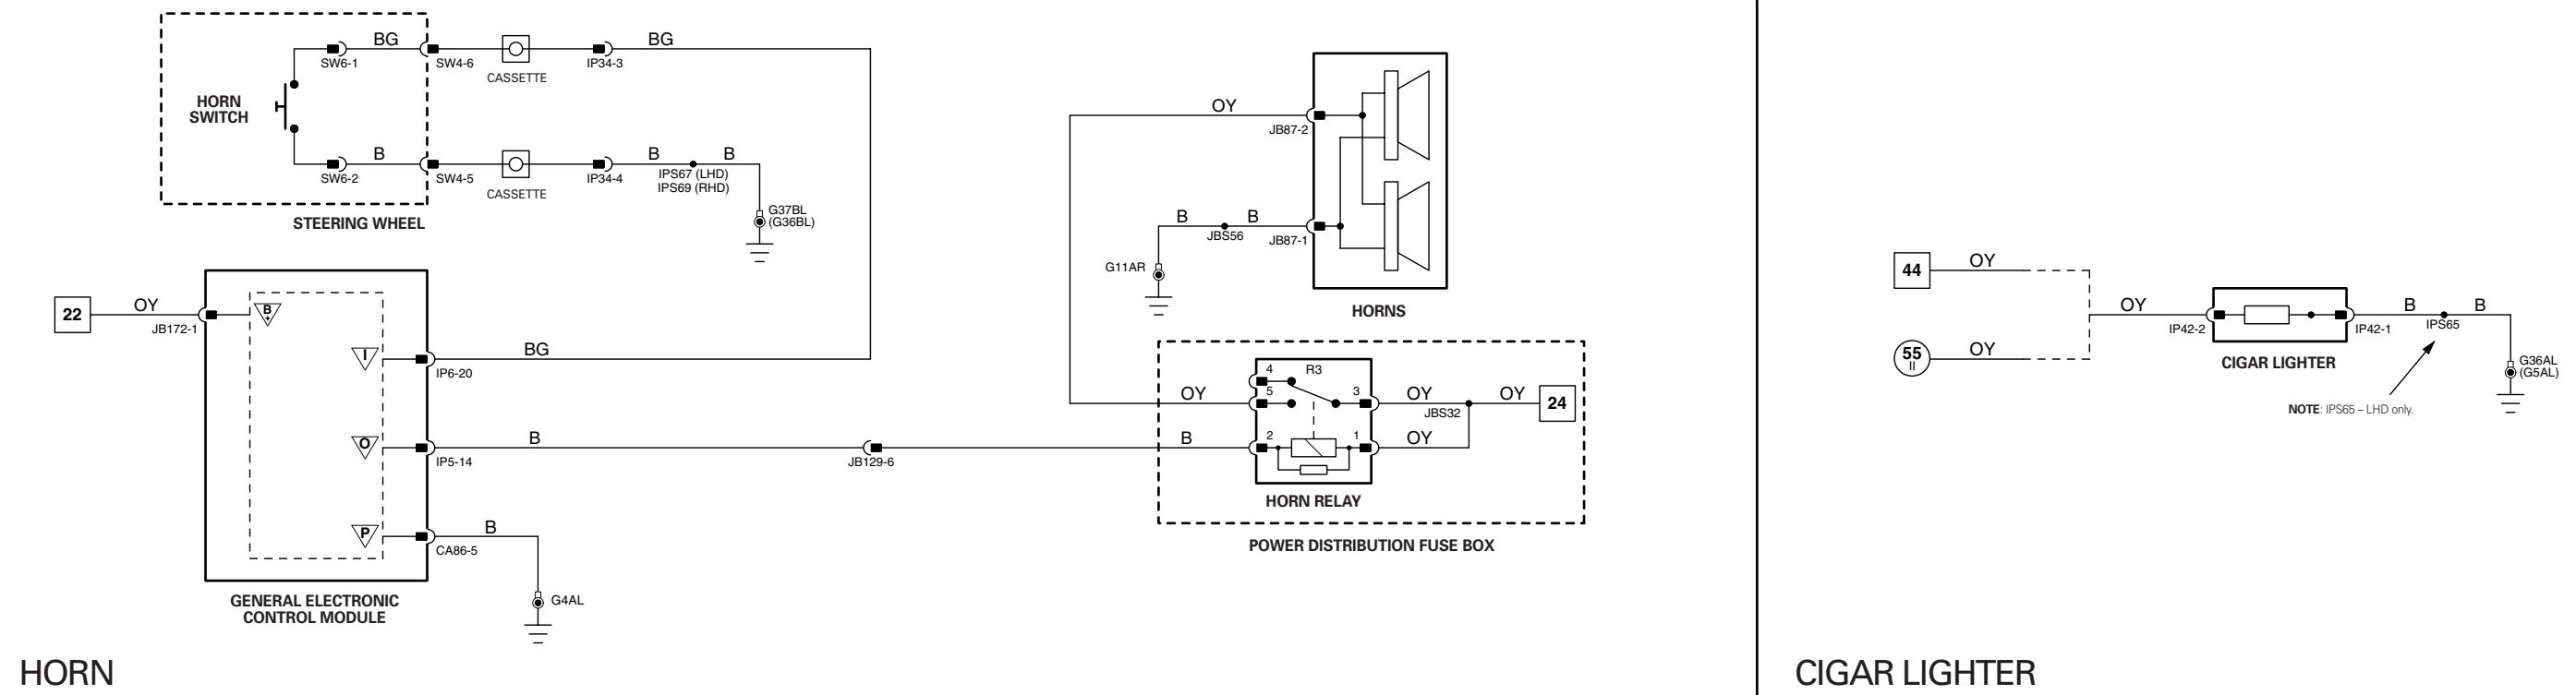 BG
BG
SW6-1
SW4-6
IP34-3
CASSETTE
HORN
SWITCH
B
B
B
SW6-2
SW4-5
IP34-4
IPS67 (LHD)
IPS69 (RHD)
CASSETTE
G37BL
(G36BL)
STEERING WHEEL
22
OY
JB172-1
B
+
I
BG
IP6-20
O
B
IP5-14
JB129-6
P
B
CA86-5
G4AL
GENERAL ELECTRONIC
CONTROL MODULE
OY
JB87-2
B
B
JBS56
JB87-1
G11AR
HORNS
4
R3
OY
5
3
OY
OY
24
JBS32
B
2
1
OY
HORN RELAY
POWER DISTRIBUTION FUSE BOX
HORN
44
OY
OY
IP42-2
IP42-1
B
B
IPS65
55
II
OY
CIGAR LIGHTER
G36AL
(G5AL)
NOTE: IPS65 – LHD only.
CIGAR LIGHTER